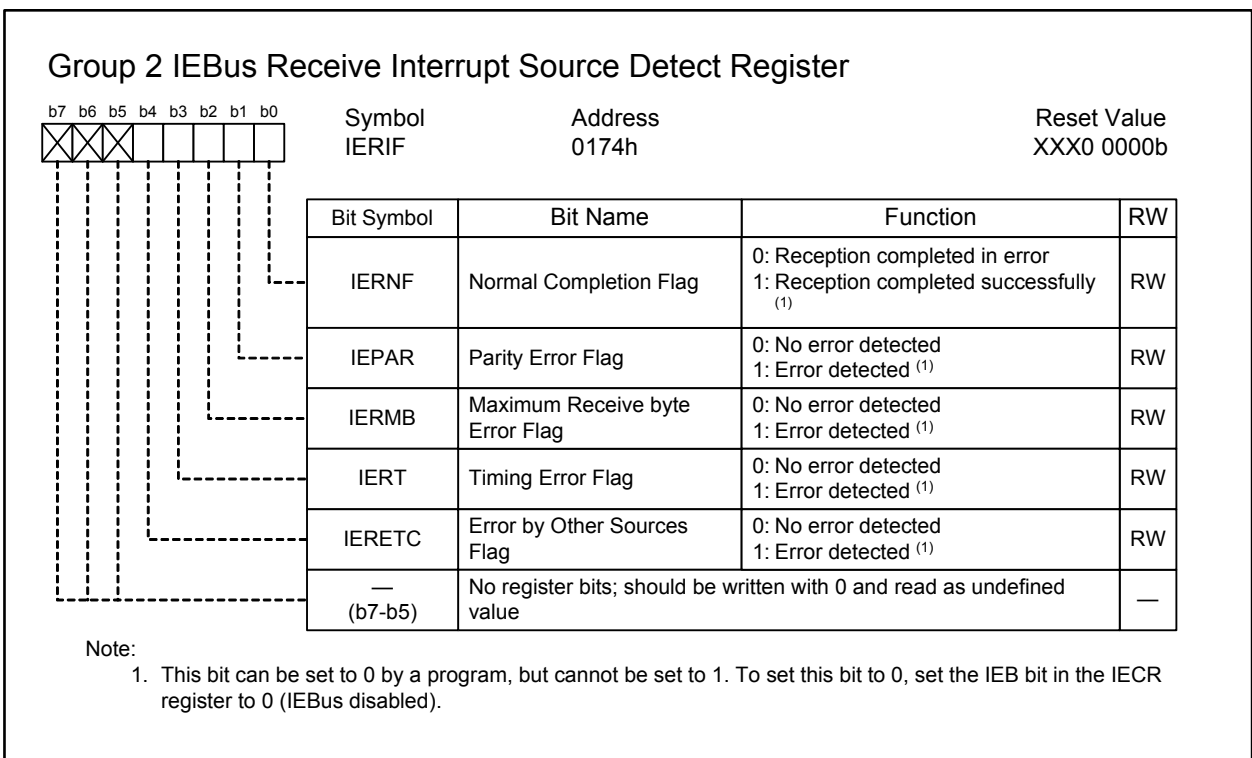 Group 2 IEBus Receive Interrupt Source Detect Register
b7 b6 b5 b4 b3 b2 b1 b0
Symbol Address Reset Value
IERIF 0174h XXX0 0000b
Bit Symbol Bit Name Function RW
IERNF Normal Completion Flag 0: Reception completed in error
1: Reception completed successfully
(1) RW
IEPAR Parity Error Flag 0: No error detected
1: Error detected (1) RW
IERMB Maximum Receive byte
Error Flag 0: No error detected
1: Error detected (1) RW
IERT Timing Error Flag 0: No error detected
1: Error detected (1) RW
IERETC Error by Other Sources
Flag 0: No error detected
1: Error detected (1) RW
—
(b7-b5) No register bits; should be written with 0 and read as undefined
value —
Note:
1. This bit can be set to 0 by a program, but cannot be set to 1. To set this bit to 0, set the IEB bit in the IECR
register to 0 (IEBus disabled).